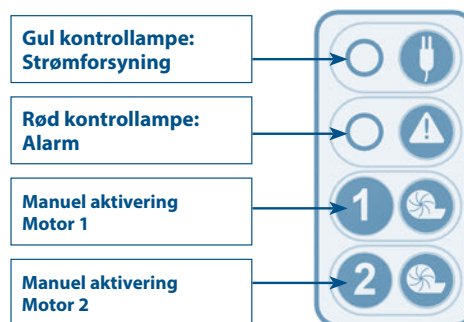 Gul kontrollampe:
Strømforsyning
Rød kontrollampe:
Alarm
Manuel aktivering
Motor 1
1
Manuel aktivering
Motor 2
2